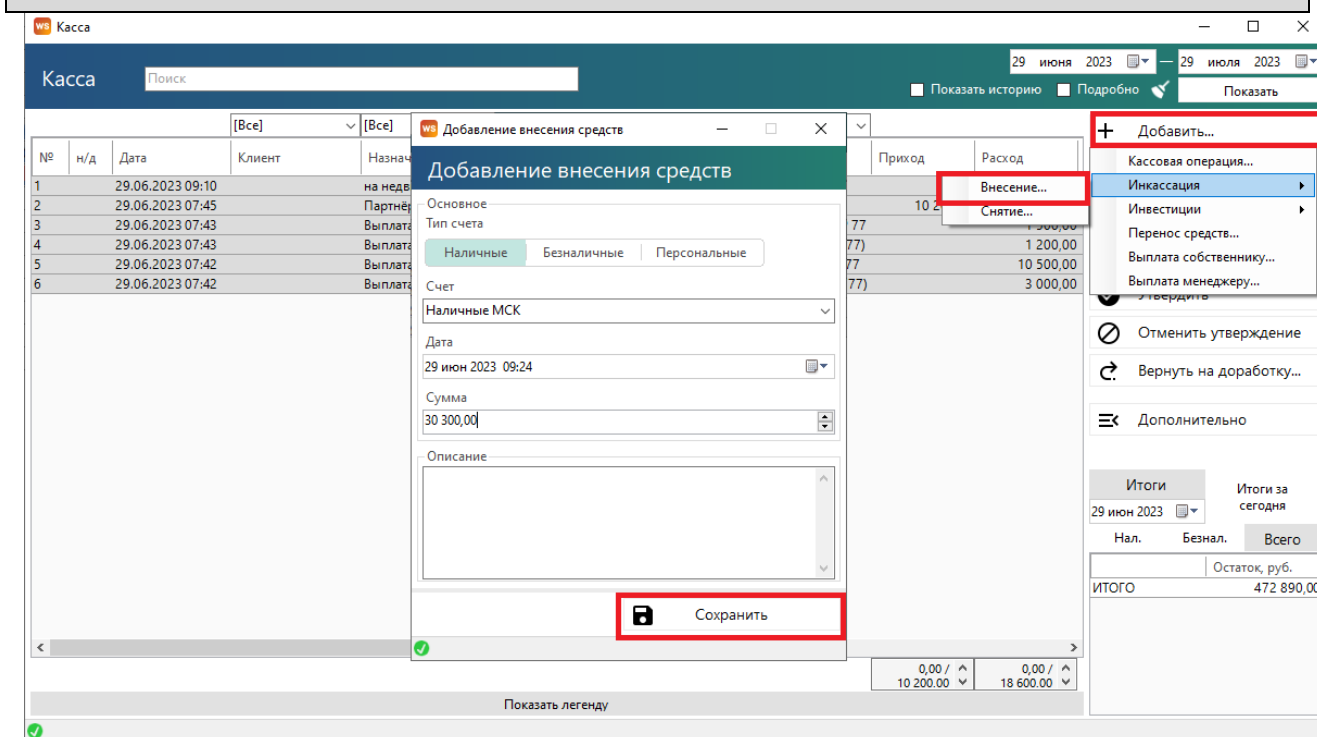 WS Касса
Касса
Поиск
29 июня 2023 — 29 июля 2023
Показать историю Подробно Показать
[Все] [Все]
№ н/д Дата Клиент Назнач Приход Расход
1 29.06.2023 09:10 на недв
2 29.06.2023 07:45 Партнёр 10 2
3 29.06.2023 07:43 Выплата 77
4 29.06.2023 07:43 Выплата 77) 1 200,00
5 29.06.2023 07:42 Выплата 77 10 500,00
6 29.06.2023 07:42 Выплата 77) 3 000,00
WS Добавление внесения средств
Добавление внесения средств
Основное
Тип счета
Наличные Безналичные Персональные
Счет
Наличные МСК
Дата
29 июн 2023 09:24
Сумма
30 300,00
Описание
Сохранить
Внесение...
Снятие...
Добавить...
Кассовая операция...
Инкассация
Инвестиции
Перенос средств...
Выплата собственнику...
Выплата менеджеру...
Утвердить
Отменить утверждение
Вернуть на доработку...
Дополнительно
Итоги
Итоги за
сегодня
29 июн 2023
Нал. Безнал. Всего
Остаток, руб.
ИТОГО 472 890,00
0,00 / 0,00 /
10 200.00 18 600.00
Показать легенду